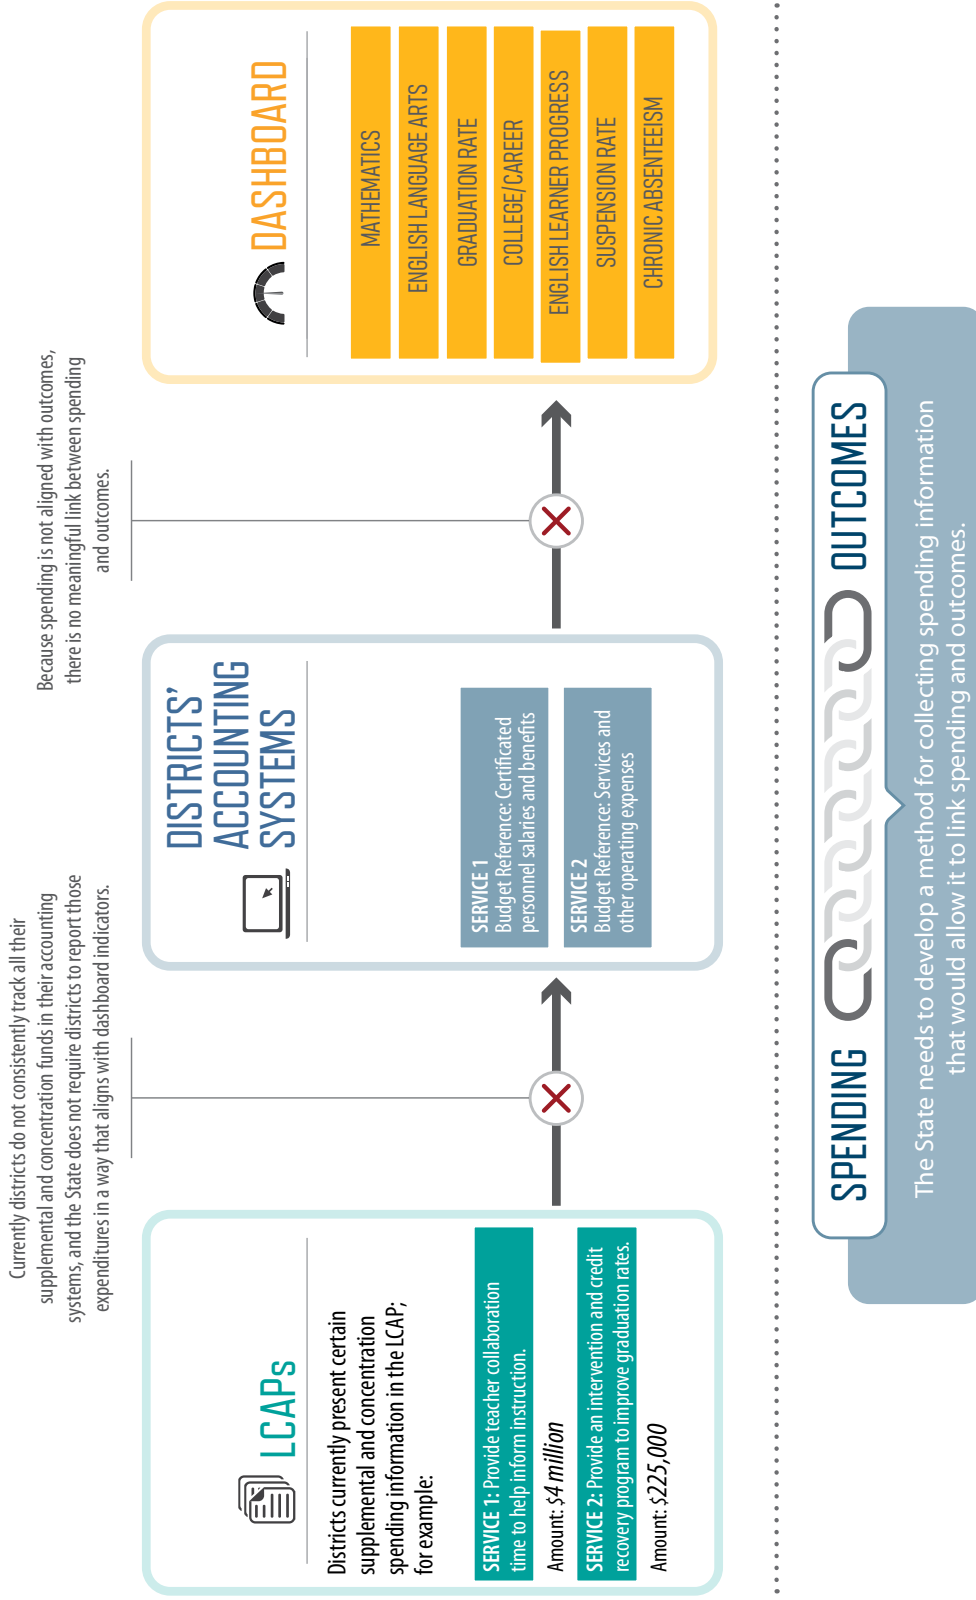 Currently districts do not consistently track all their
supplemental and concentration funds in their accounting
systems, and the State does not require districts to report those
expenditures in a way that aligns with dashboard indicators.
Because spending is not aligned with outcomes,
there is no meaningful link between spending
and outcomes.
LCAPs
Districts currently present certain
supplemental and concentration
spending information in the LCAP;
for example:
SERVICE 1: Provide teacher collaboration
time to help inform instruction.
Amount: $4 million
SERVICE 2: Provide an intervention and credit
recovery program to improve graduation rates.
Amount: $225,000
DISTRICTS'
ACCOUNTING
SYSTEMS
SERVICE 1
Budget Reference: Certificated
personnel salaries and benefits
SERVICE 2
Budget Reference: Services and
other operating expenses
DASHBOARD
MATHEMATICS
ENGLISH LANGUAGE ARTS
GRADUATION RATE
COLLEGE/CAREER
ENGLISH LEARNER PROGRESS
SUSPENSION RATE
CHRONIC ABSENTEEISM
SPENDING OUTCOMES
The State needs to develop a method for collecting spending information
that would allow it to link spending and outcomes.